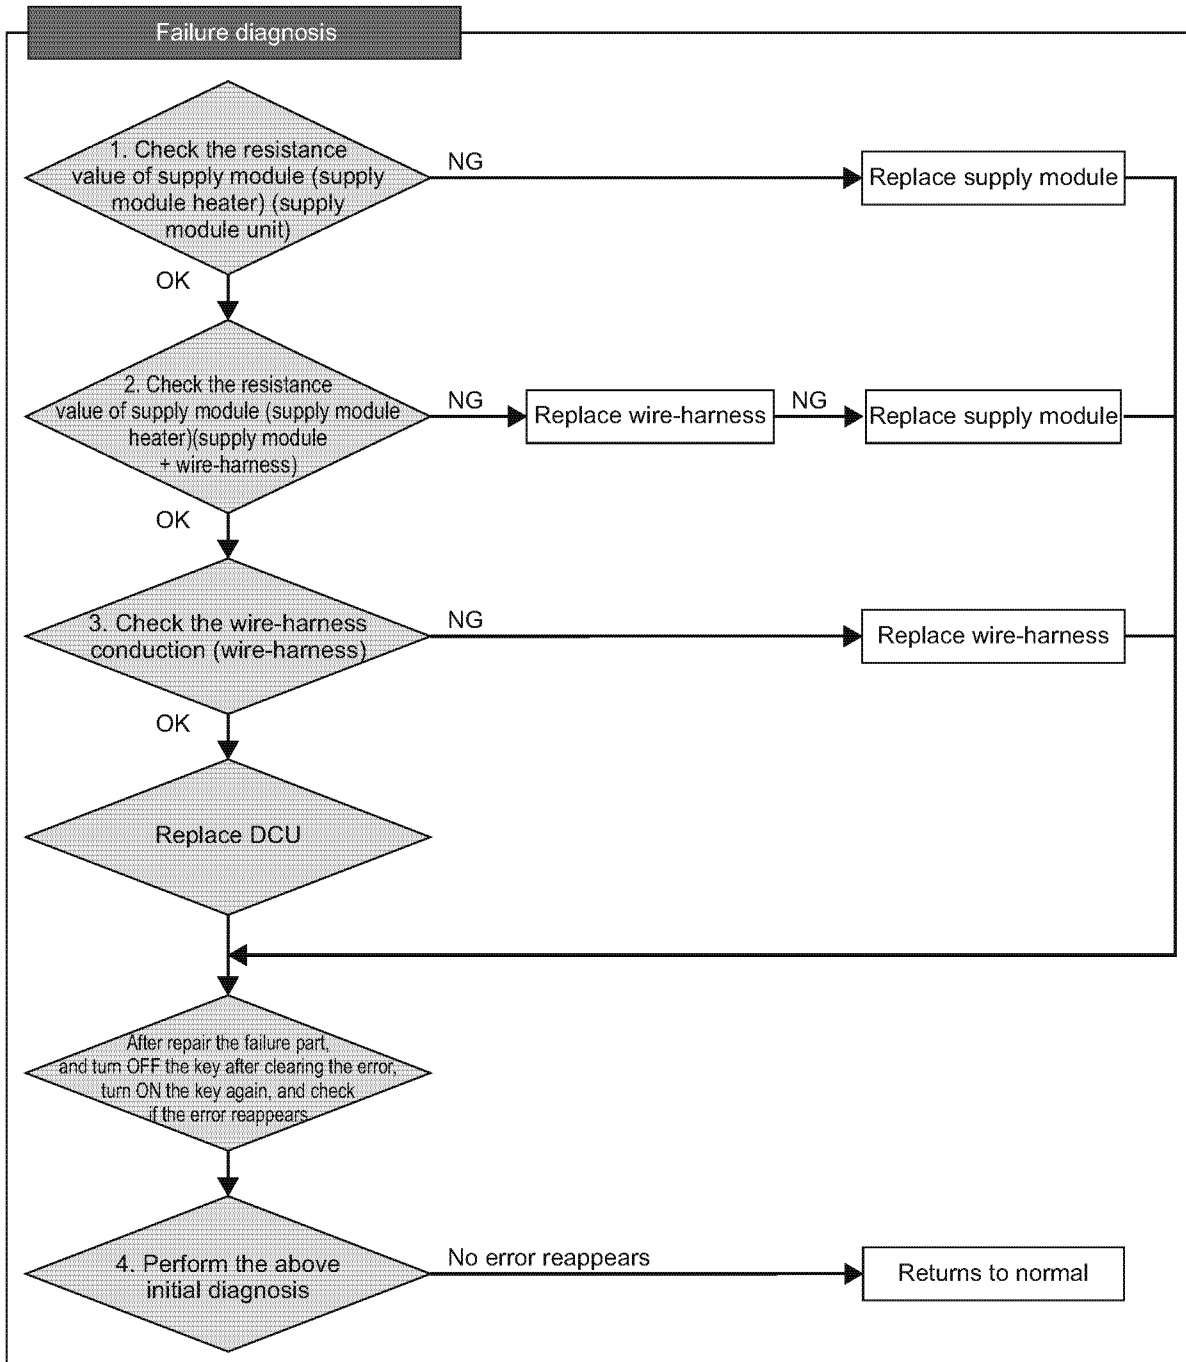 Failure diagnosis
1. Check the resistance
value of supply module (supply
module heater) (supply
module unit)
NG
Replace supply module
OK
2. Check the resistance
value of supply module (supply module
heater)(supply module
+ wire-harness)
NG
Replace wire-harness
NG
Replace supply module
OK
3. Check the wire-harness
conduction (wire-harness)
NG
Replace wire-harness
OK
Replace DCU
After repair the failure part,
and turn OFF the key after clearing the error,
turn ON the key again, and check
if the error reappears
4. Perform the above
initial diagnosis
No error reappears
Returns to normal